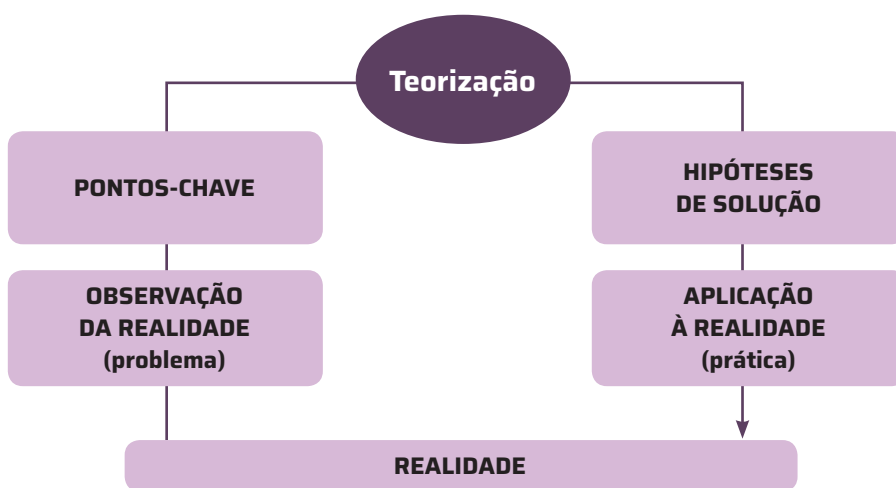 Teorização
PONTOS-CHAVE
HIPÓTESES
DE SOLUÇÃO
OBSERVAÇÃO
DA REALIDADE
(problema)
APLICAÇÃO
À REALIDADE
(prática)
REALIDADE